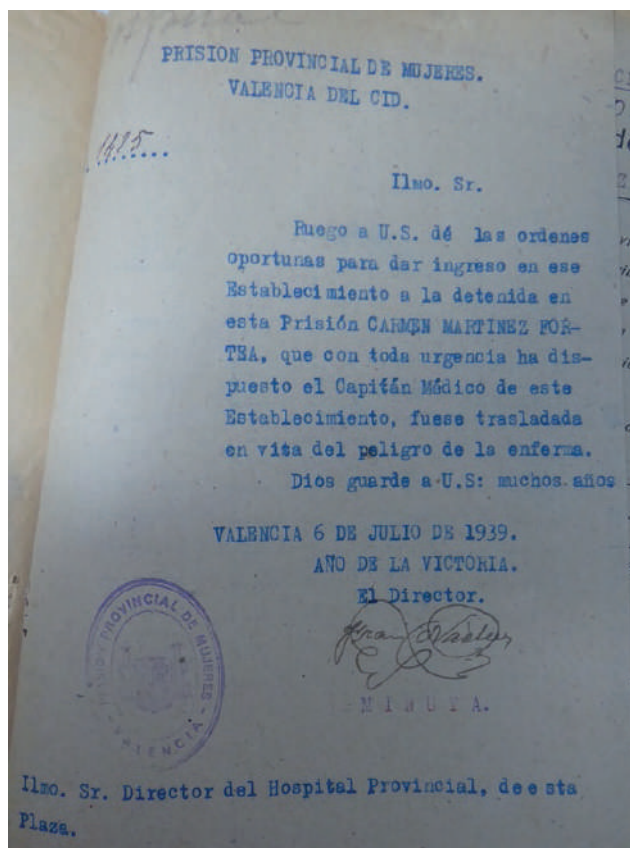 PRISION PROVINCIAL DE MUJERES.
VALENCIA DEL CID.
1485
Ilmo. Sr.
Ruego a U.S. dé las ordenes
oportunas para dar ingreso en ese
Establecimiento a la detenida en
esta Prisión CARMEN MARTINEZ FOR-
TEA, que con toda urgencia ha dis-
puesto el Capitán Médico de este
Establecimiento, fuese trasladada
en vita del peligro de la enferma.
Dios guarde a U.S: muchos años
VALENCIA 6 DE JULIO DE 1939.
AÑO DE LA VICTORIA.
El Director.
MINUTA.
PRISION PROVINCIAL DE MUJERES - VALENCIA -
Ilmo. Sr. Director del Hospital Provincial, de e sta
Plaza.